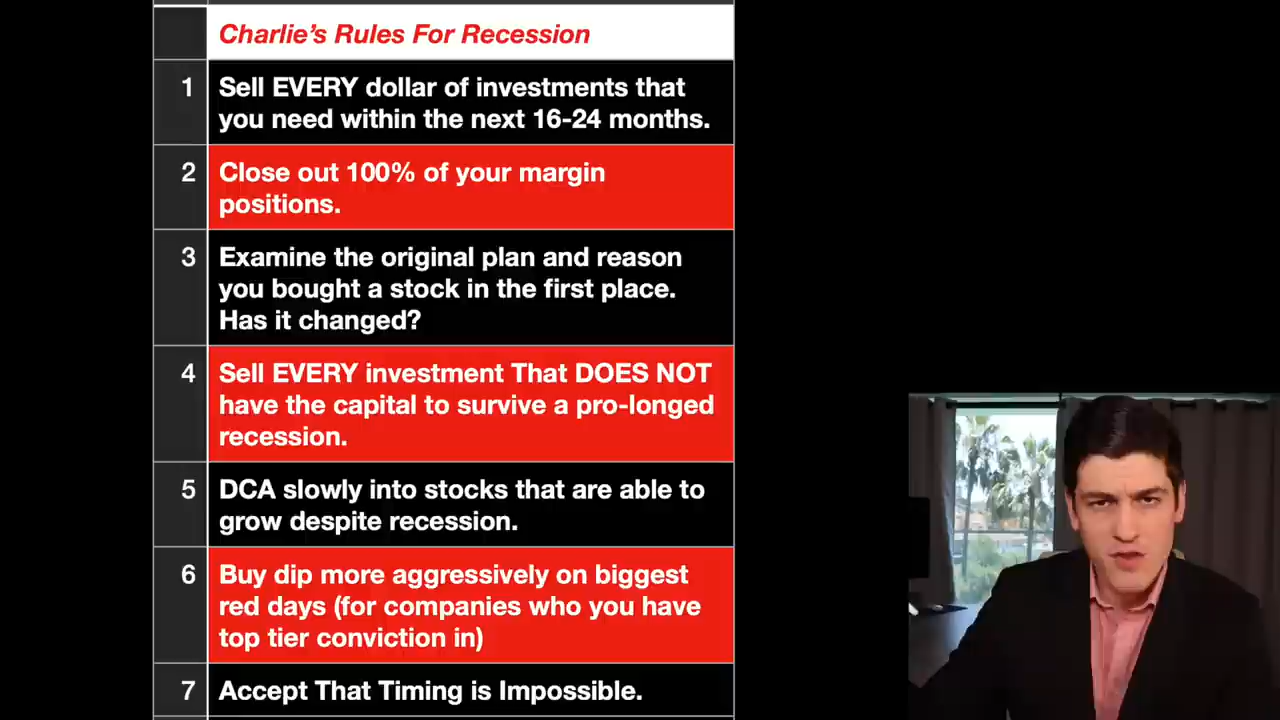 Charlie's Rules For Recession
1 Sell EVERY dollar of investments that
you need within the next 16-24 months.
2 Close out 100% of your margin
positions.
3 Examine the original plan and reason
you bought a stock in the first place.
Has it changed?
4 Sell EVERY investment That DOES NOT
have the capital to survive a pro-longed
recession.
5 DCA slowly into stocks that are able to
grow despite recession.
6 Buy dip more aggressively on biggest
red days (for companies who you have
top tier conviction in)
7 Accept That Timing is Impossible.